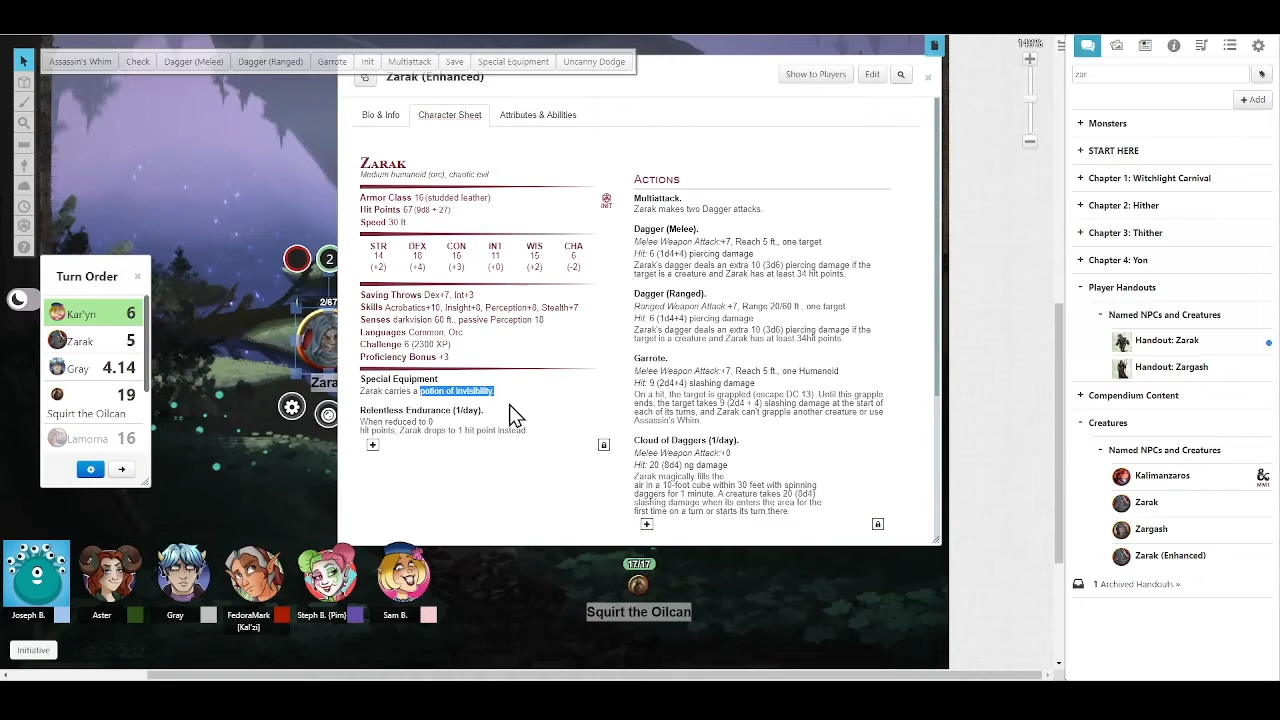 Assassin's Whim Check Dagger (Melee) Dagger (Ranged) Garrote Init Multiattack Save Special Equipment Uncanny Dodge
Zarak (Enhanced)
Show to Players Edit
Bio & Info Character Sheet Attributes & Abilities
Zarak
Medium humanoid (orc), chaotic evil
Armor Class 16 (studded leather)
Hit Points 67 (9d8 + 27)
Speed 30 ft
INIT
STR DEX CON INT WIS CHA
14 18 16 11 15 6
(+2) (+4) (+3) (+0) (+2) (-2)
Saving Throws Dex+7, Int+3
Skills Acrobatics+10, Insight+8, Perception+8, Stealth+7
Senses darkvision 60 ft., passive Perception 18
Languages Common, Orc
Challenge 6 (2300 XP)
Proficiency Bonus +3
Special Equipment
Zarak carries a potion of invisibility.
Relentless Endurance (1/day).
When reduced to 0
hit points, Zarak drops to 1 hit point instead.
Actions
Multiattack.
Zarak makes two Dagger attacks.
Dagger (Melee).
Melee Weapon Attack:+7, Reach 5 ft., one target
Hit: 6 (1d4+4) piercing damage
Zarak's dagger deals an extra 10 (3d6) piercing damage if the
target is a creature and Zarak has at least 34 hit points.
Dagger (Ranged).
Ranged Weapon Attack:+7, Range 20/60 ft., one target
Hit: 6 (1d4+4) piercing damage
Zarak's dagger deals an extra 10 (3d6) piercing damage if the
target is a creature and Zarak has at least 34hit points.
Garrote.
Melee Weapon Attack:+7, Reach 5 ft., one Humanoid
Hit: 9 (2d4+4) slashing damage
On a hit, the target is grappled (escape DC 13). Until this grapple
ends, the target takes 9 (2d4 + 4) slashing damage at the start of
each of its turns, and Zarak can't grapple another creature or use
Assassin's Whim.
Cloud of Daggers (1/day).
Melee Weapon Attack:+0
Hit: 20 (8d4) ng damage
Zarak magically fills the
air in a 10-foot cube within 30 feet with spinning
daggers for 1 minute. A creature takes 20 (8d4)
slashing damage when its enters the area for the
first time on a turn or starts its turn there.
Turn Order
Kar'yn 6
Zarak 5
Gray 4.14
19
Squirt the Oilcan
Lamorna 16
2
2/67
Zara
17/17
Squirt the Oilcan
Joseph B. Aster Gray FedoraMark Steph B. (Pim) Sam B.
[Kal'zi]
Initiative
zar
+ Add
+ Monsters
+ START HERE
+ Chapter 1: Witchlight Carnival
+ Chapter 2: Hither
+ Chapter 3: Thither
+ Chapter 4: Yon
- Player Handouts
- Named NPCs and Creatures
Handout: Zarak
Handout: Zargash
+ Compendium Content
- Creatures
- Named NPCs and Creatures
Kalimanzaros
Zarak
Zargash
Zarak (Enhanced)
1 Archived Handouts »